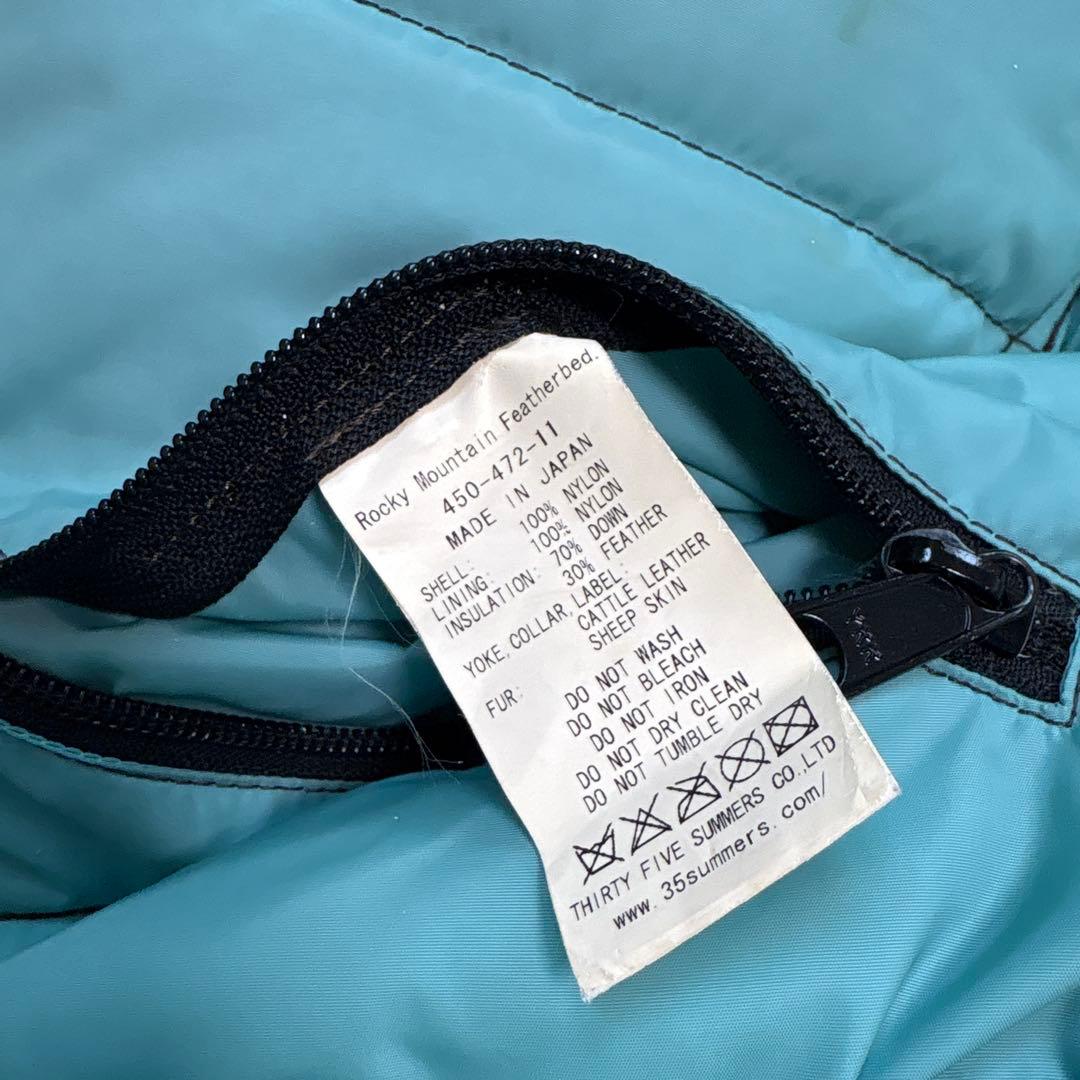 Rocky Mountain Featherbed.
450-472-11
MADE IN JAPAN
SHELL: 100% NYLON
LINING: 100% NYLON
INSULATION: 70% DOWN
30% FEATHER
YOKE, COLLAR, LABEL:
CATTLE LEATHER
FUR: SHEEP SKIN
DO NOT WASH
DO NOT BLEACH
DO NOT IRON
DO NOT DRY CLEAN
DO NOT TUMBLE DRY
THIRTY FIVE SUMMERS CO.,LTD
www.35summers.com/